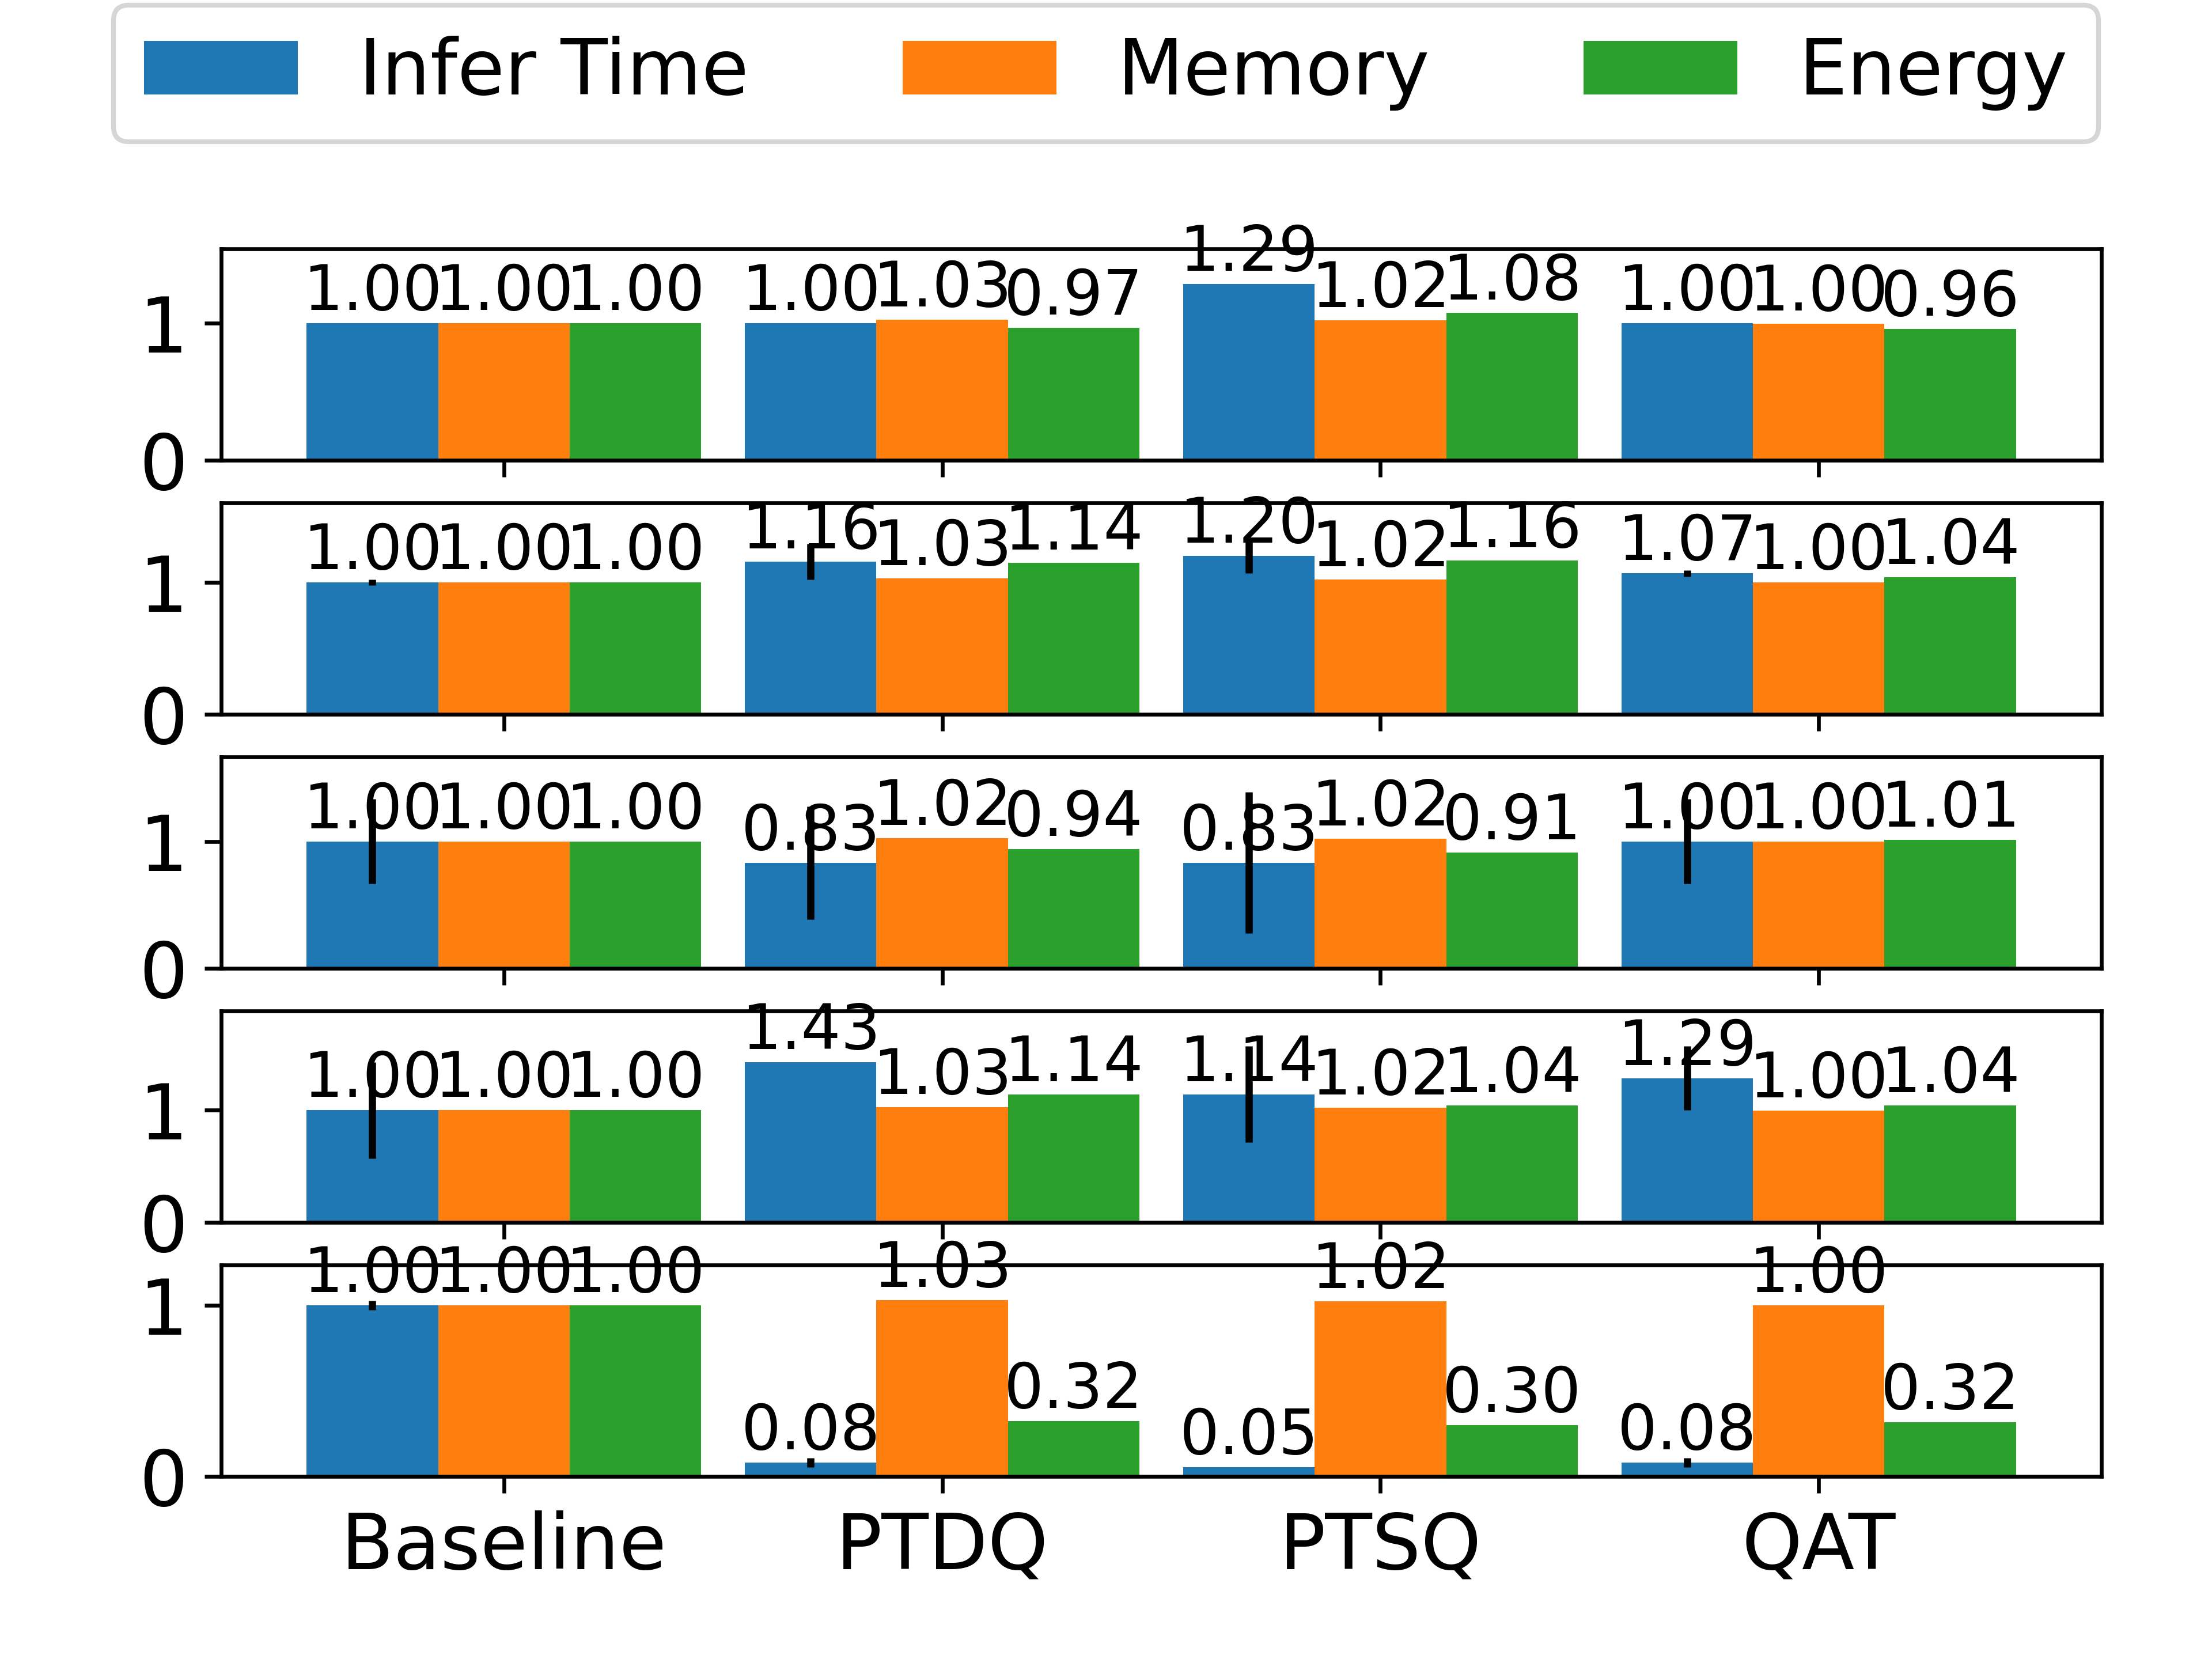 Infer Time Memory Energy
1.00 1.00 1.00 1.00 1.03 0.97 1.29 1.02 1.08 1.00 1.00 0.96
1
0
1.00 1.00 1.00 1.16 1.03 1.14 1.20 1.02 1.16 1.07 1.00 1.04
1
0
1.00 1.00 1.00 0.83 1.02 0.94 0.83 1.02 0.91 1.00 1.00 1.01
1
0
1.00 1.00 1.00 1.43 1.03 1.14 1.14 1.02 1.04 1.29 1.00 1.04
1
0
1.00 1.00 1.00 0.08 1.03 0.32 0.05 1.02 0.30 0.08 1.00 0.32
1
0
Baseline PTDQ PTSQ QAT